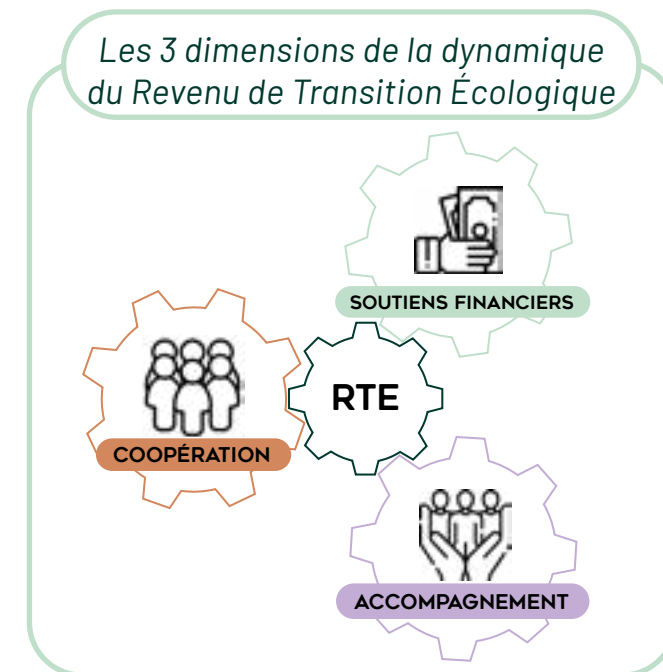 Les 3 dimensions de la dynamique
du Revenu de Transition Écologique
SOUTIENS FINANCIERS
RTE
COOPÉRATION
ACCOMPAGNEMENT